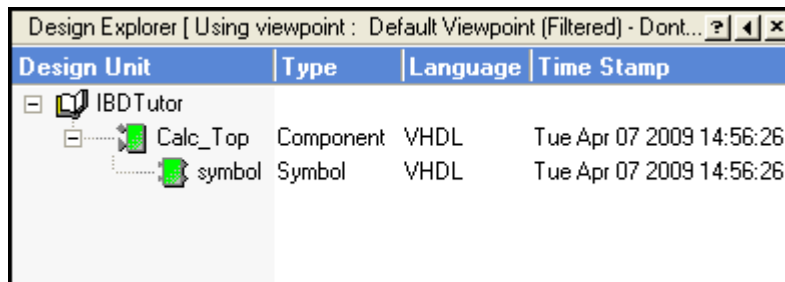 Design Explorer [ Using viewpoint : Default Viewpoint (Filtered) - Dont...
Design Unit Type Language Time Stamp
IBDTutor
Calc_Top Component VHDL Tue Apr 07 2009 14:56:26
symbol Symbol VHDL Tue Apr 07 2009 14:56:26